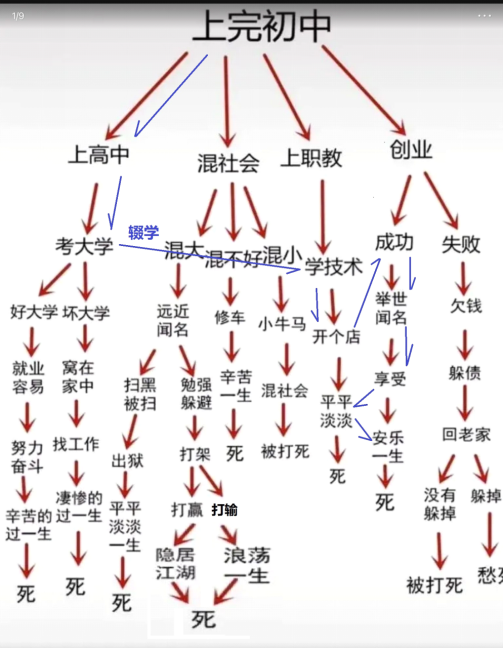 1/9
上完初中
上高中
混社会
上职教
创业
辍学
考大学
混大
混不好
混小
学技术
成功
失败
好大学
坏大学
远近
闻名
修车
小牛马
开个店
举世
闻名
欠钱
就业
容易
窝在
家中
扫黑
被扫
勉强
躲避
辛苦
一生
混社会
平平
淡淡
享受
躲债
努力
奋斗
找工作
出狱
打架
死
被打死
死
安乐
一生
回老家
辛苦的
过一生
凄惨的
过一生
平平
淡淡
一生
打赢
打输
死
没有
躲掉
躲掉
死
死
死
隐居
江湖
浪荡
一生
死
被打死